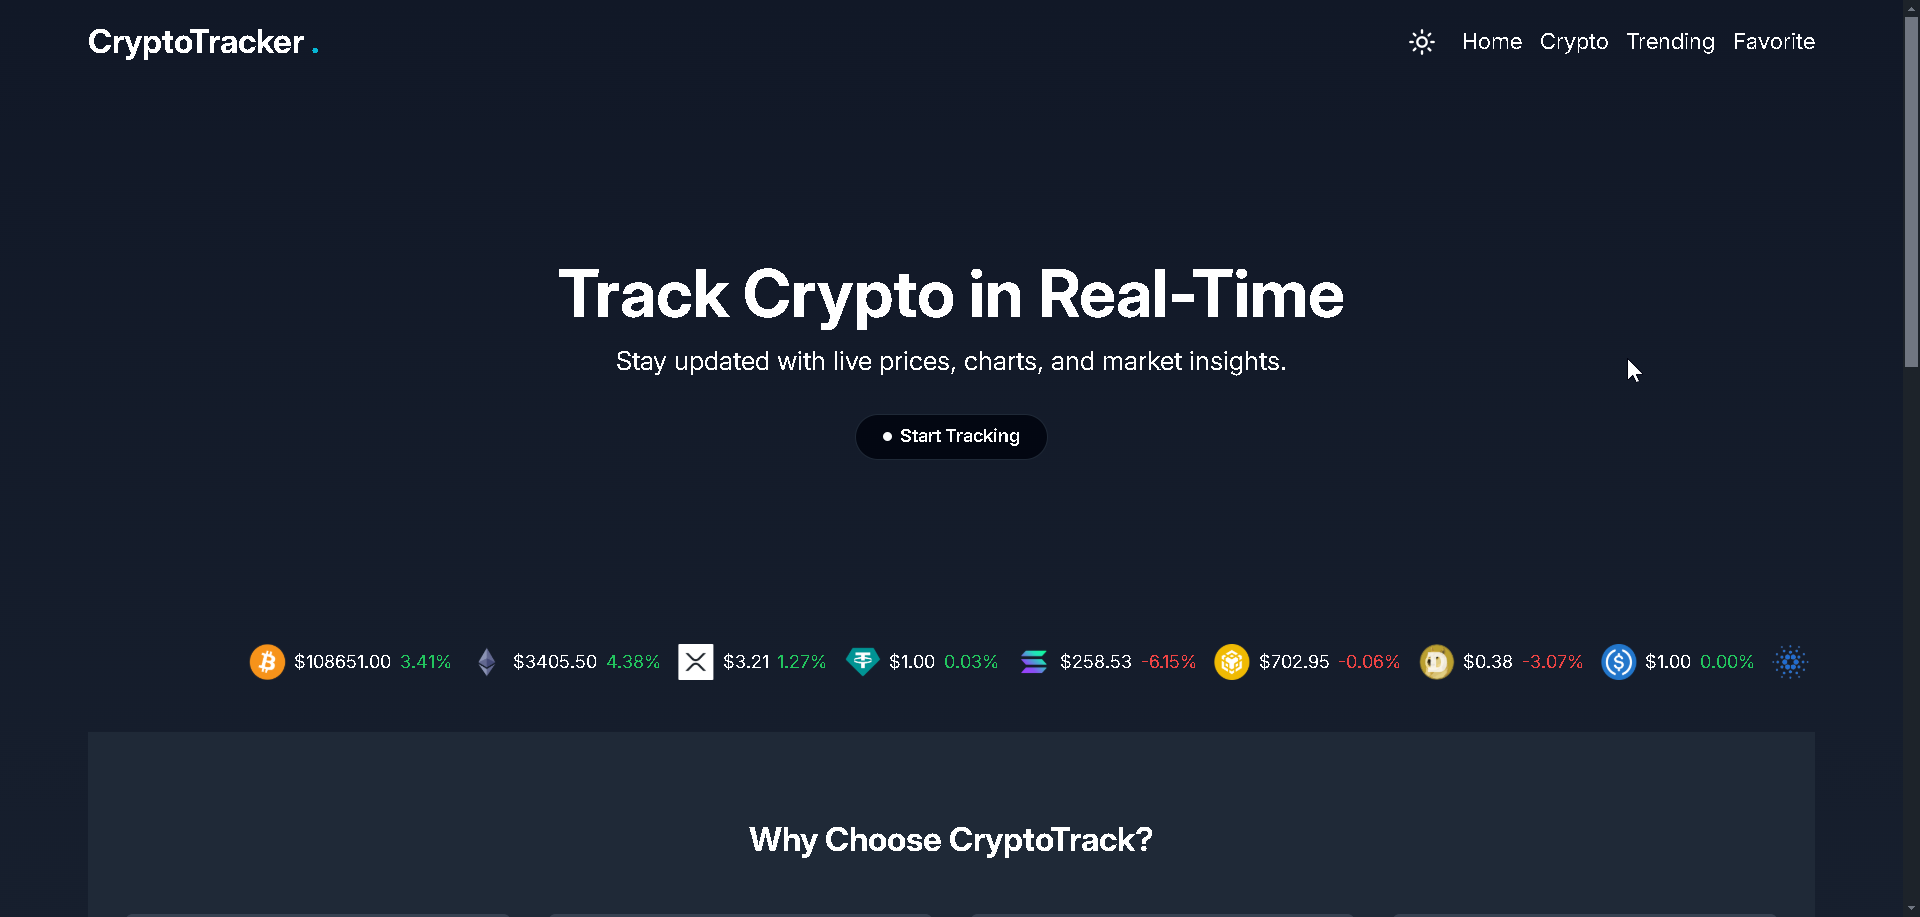 CryptoTracker .
Home Crypto Trending Favorite
Track Crypto in Real-Time
Stay updated with live prices, charts, and market insights.
Start Tracking
$108651.00 3.41% $3405.50 4.38% $3.21 1.27% $1.00 0.03% $258.53 -6.15% $702.95 -0.06% $0.38 -3.07% $1.00 0.00%
Why Choose CryptoTrack?